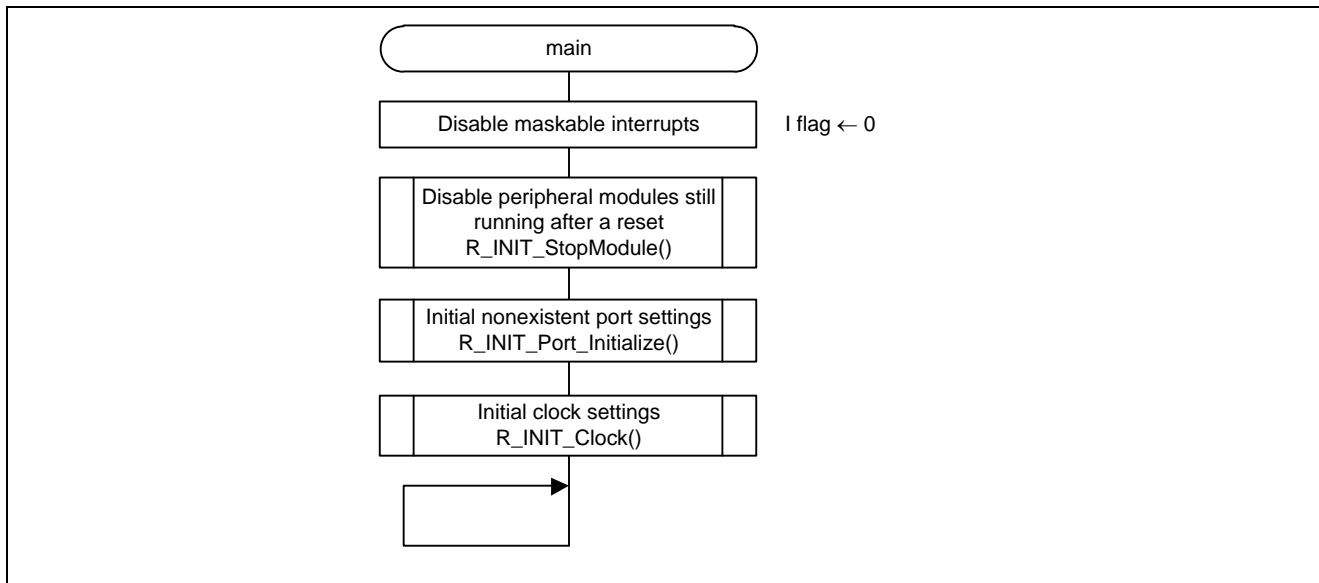 main
Disable maskable interrupts
I flag ← 0
Disable peripheral modules still
running after a reset
R_INIT_StopModule()
Initial nonexistent port settings
R_INIT_Port_Initialize()
Initial clock settings
R_INIT_Clock()